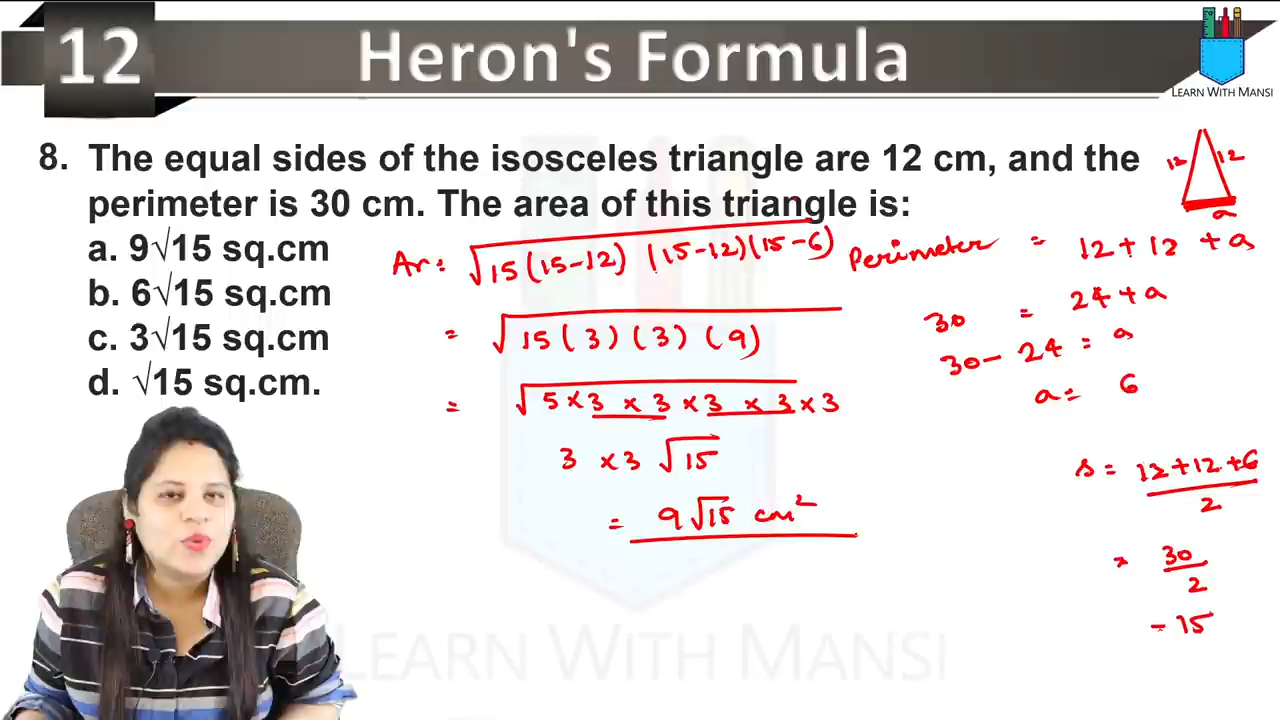 12 Heron's Formula
LEARN WITH MANSI
8. The equal sides of the isosceles triangle are 12 cm, and the
perimeter is 30 cm. The area of this triangle is:
a. 9√15 sq.cm
b. 6√15 sq.cm
c. 3√15 sq.cm
d. √15 sq.cm.
12 12
a
Ar = √15(15-12) (15-12)(15-6)
= √15(3)(3)(9)
= √5×3×3×3×3×3
3×3√15
= 9√15 cm²
Perimeter = 12+12+a
30 = 24+a
30-24 = a
a = 6
s = 12+12+6
2
= 30
2
= 15
LEARN WITH MANSI